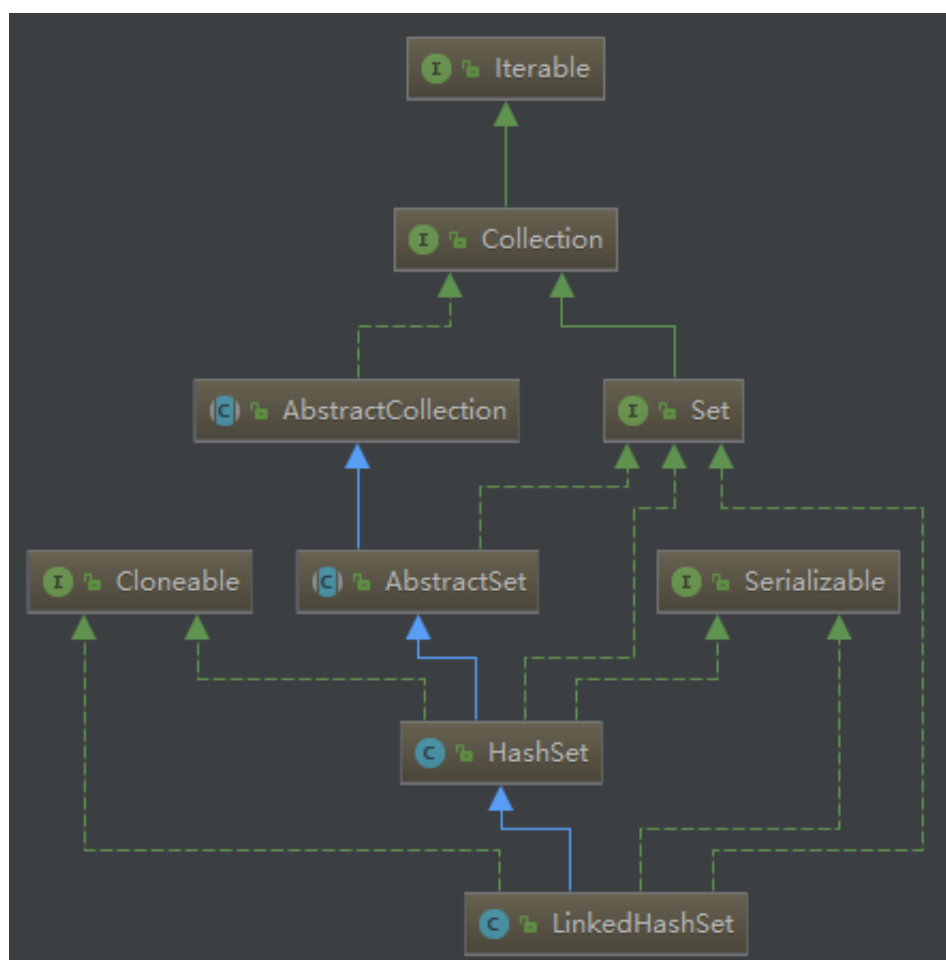 I Iterable
I Collection
C AbstractCollection
I Set
I Cloneable
C AbstractSet
I Serializable
C HashSet
C LinkedHashSet